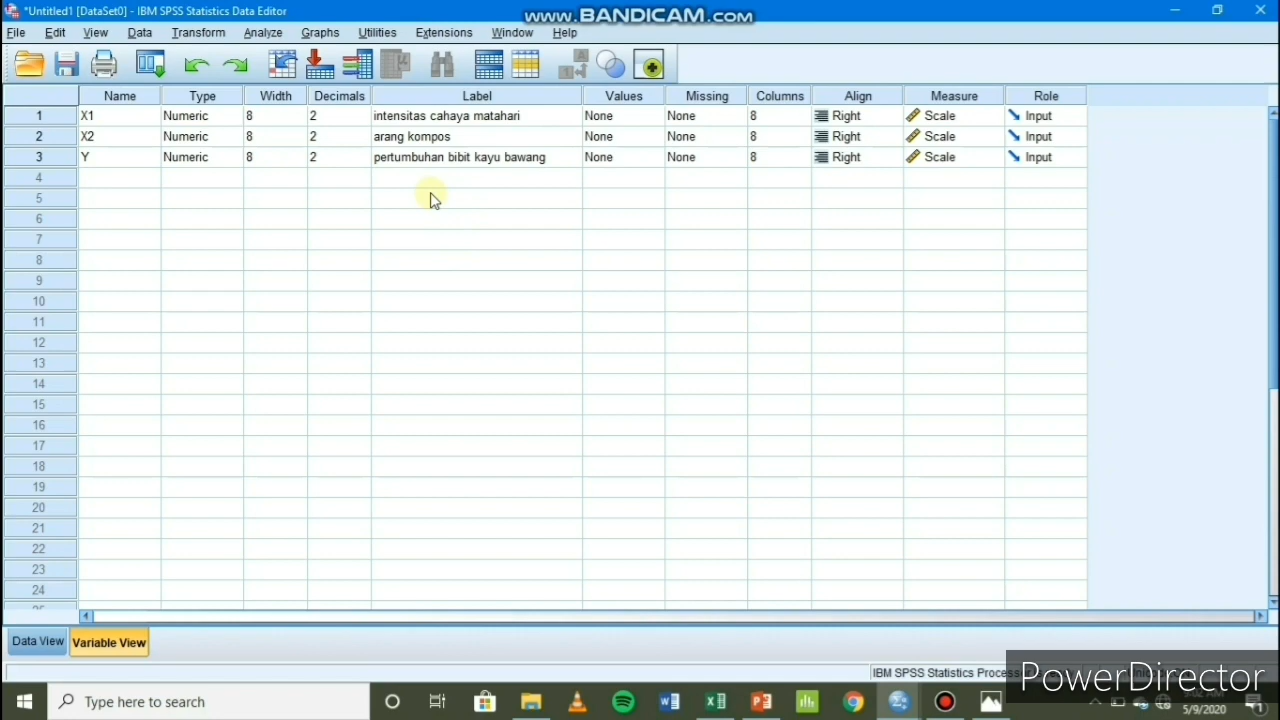 *Untitled1 [DataSet0] - IBM SPSS Statistics Data Editor
www.BANDICAM.com
File Edit View Data Transform Analyze Graphs Utilities Extensions Window Help
Name Type Width Decimals Label Values Missing Columns Align Measure Role
1 X1 Numeric 8 2 intensitas cahaya matahari None None 8 Right Scale Input
2 X2 Numeric 8 2 arang kompos None None 8 Right Scale Input
3 Y Numeric 8 2 pertumbuhan bibit kayu bawang None None 8 Right Scale Input
4
5
6
7
8
9
10
11
12
13
14
15
16
17
18
19
20
21
22
23
24
Data View Variable View
IBM SPSS Statistics
PowerDirector
Type here to search
5/9/2020